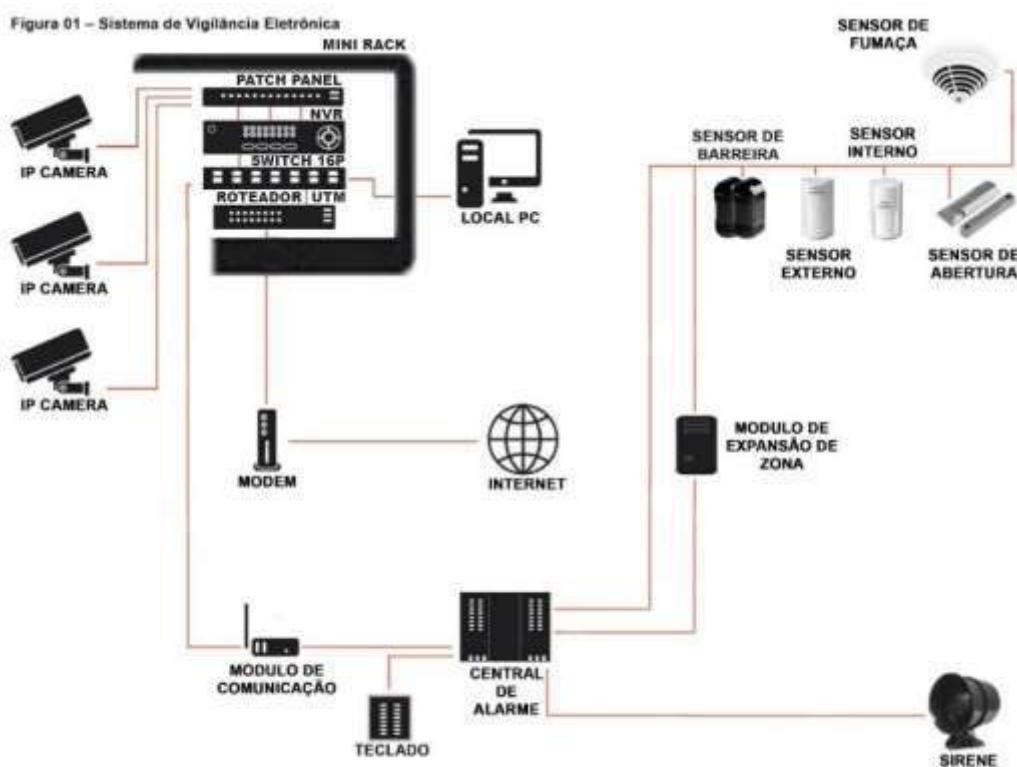 Figura 01 – Sistema de Vigilância Eletrônica
MINI RACK
PATCH PANEL
NVR
SWITCH 16P
ROTEADOR UTM
IP CAMERA
IP CAMERA
IP CAMERA
LOCAL PC
SENSOR DE
FUMAÇA
SENSOR DE
BARREIRA
SENSOR
INTERNO
SENSOR
EXTERNO
SENSOR DE
ABERTURA
MODULO DE
EXPANSÃO DE
ZONA
MODEM
INTERNET
MODULO DE
COMUNICAÇÃO
TECLADO
CENTRAL
DE
ALARME
SIRENE